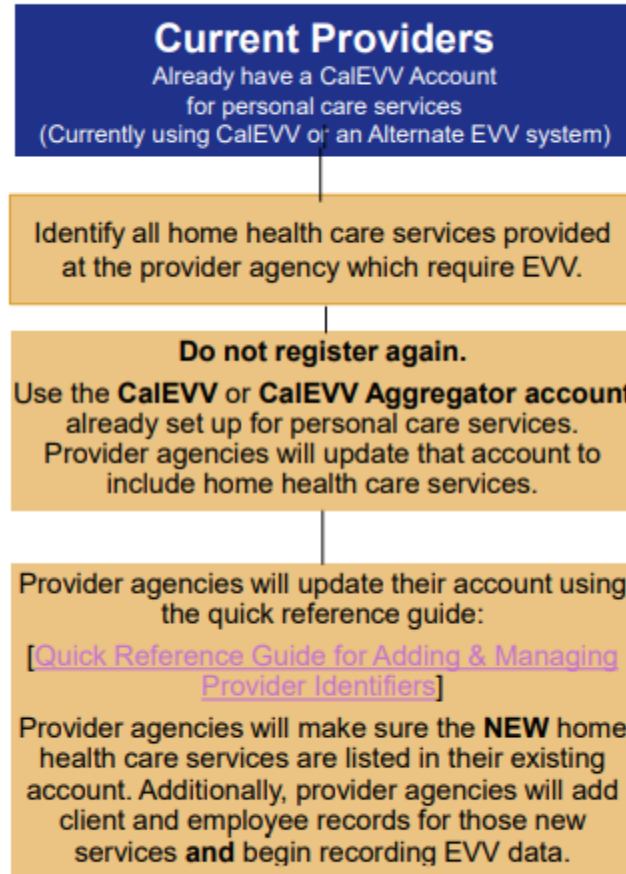 Current Providers
Already have a CalEVV Account
for personal care services
(Currently using CalEVV or an Alternate EVV system)
Identify all home health care services provided
at the provider agency which require EVV.
Do not register again.
Use the CalEVV or CalEVV Aggregator account
already set up for personal care services.
Provider agencies will update that account to
include home health care services.
Provider agencies will update their account using
the quick reference guide:
[Quick Reference Guide for Adding & Managing
Provider Identifiers]
Provider agencies will make sure the NEW home
health care services are listed in their existing
account. Additionally, provider agencies will add
client and employee records for those new
services and begin recording EVV data.